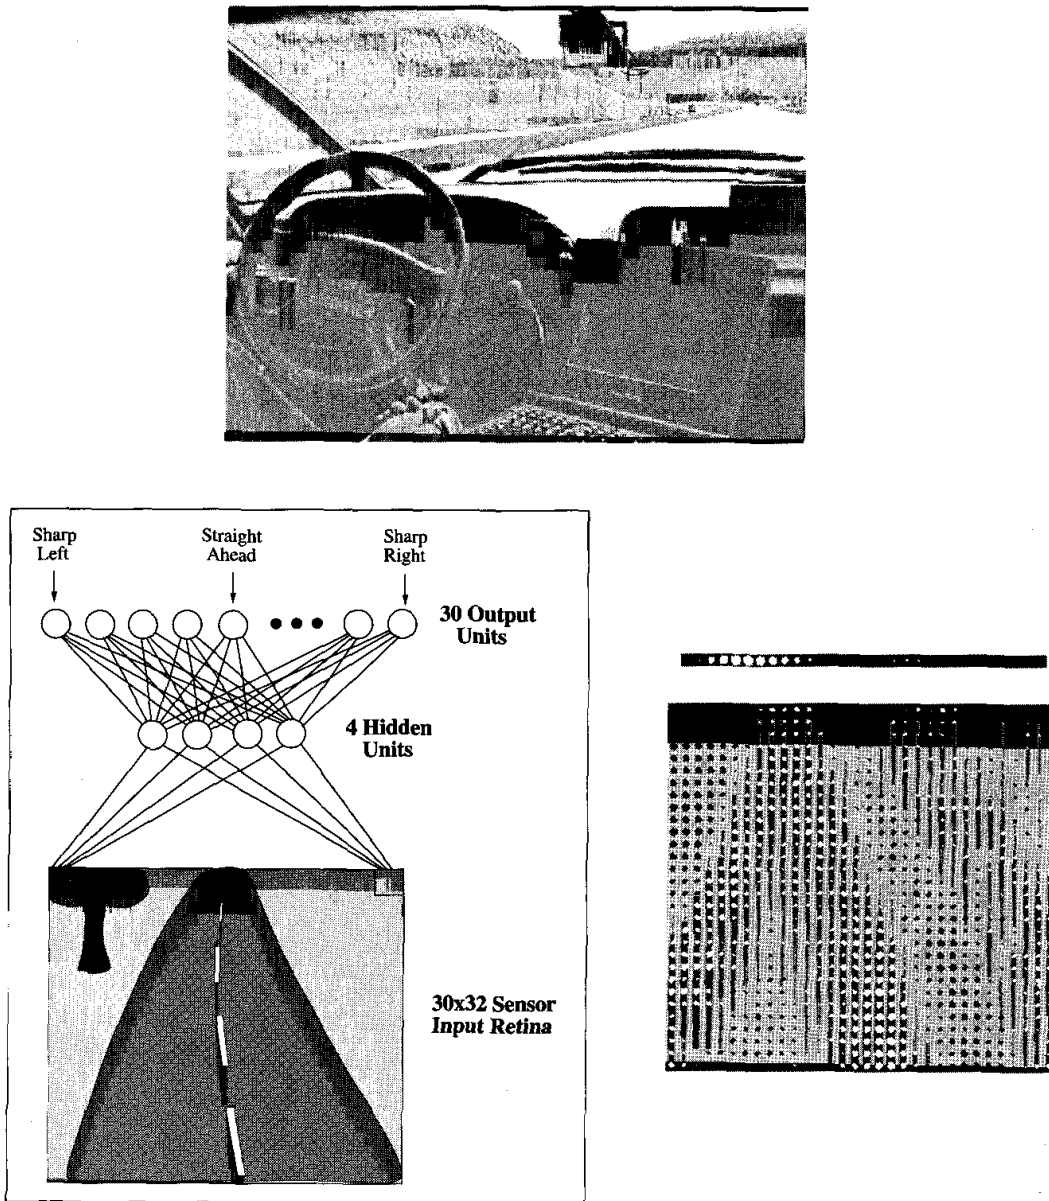 Sharp
Left
Straight
Ahead
Sharp
Right
30 Output
Units
4 Hidden
Units
30x32 Sensor
Input Retina